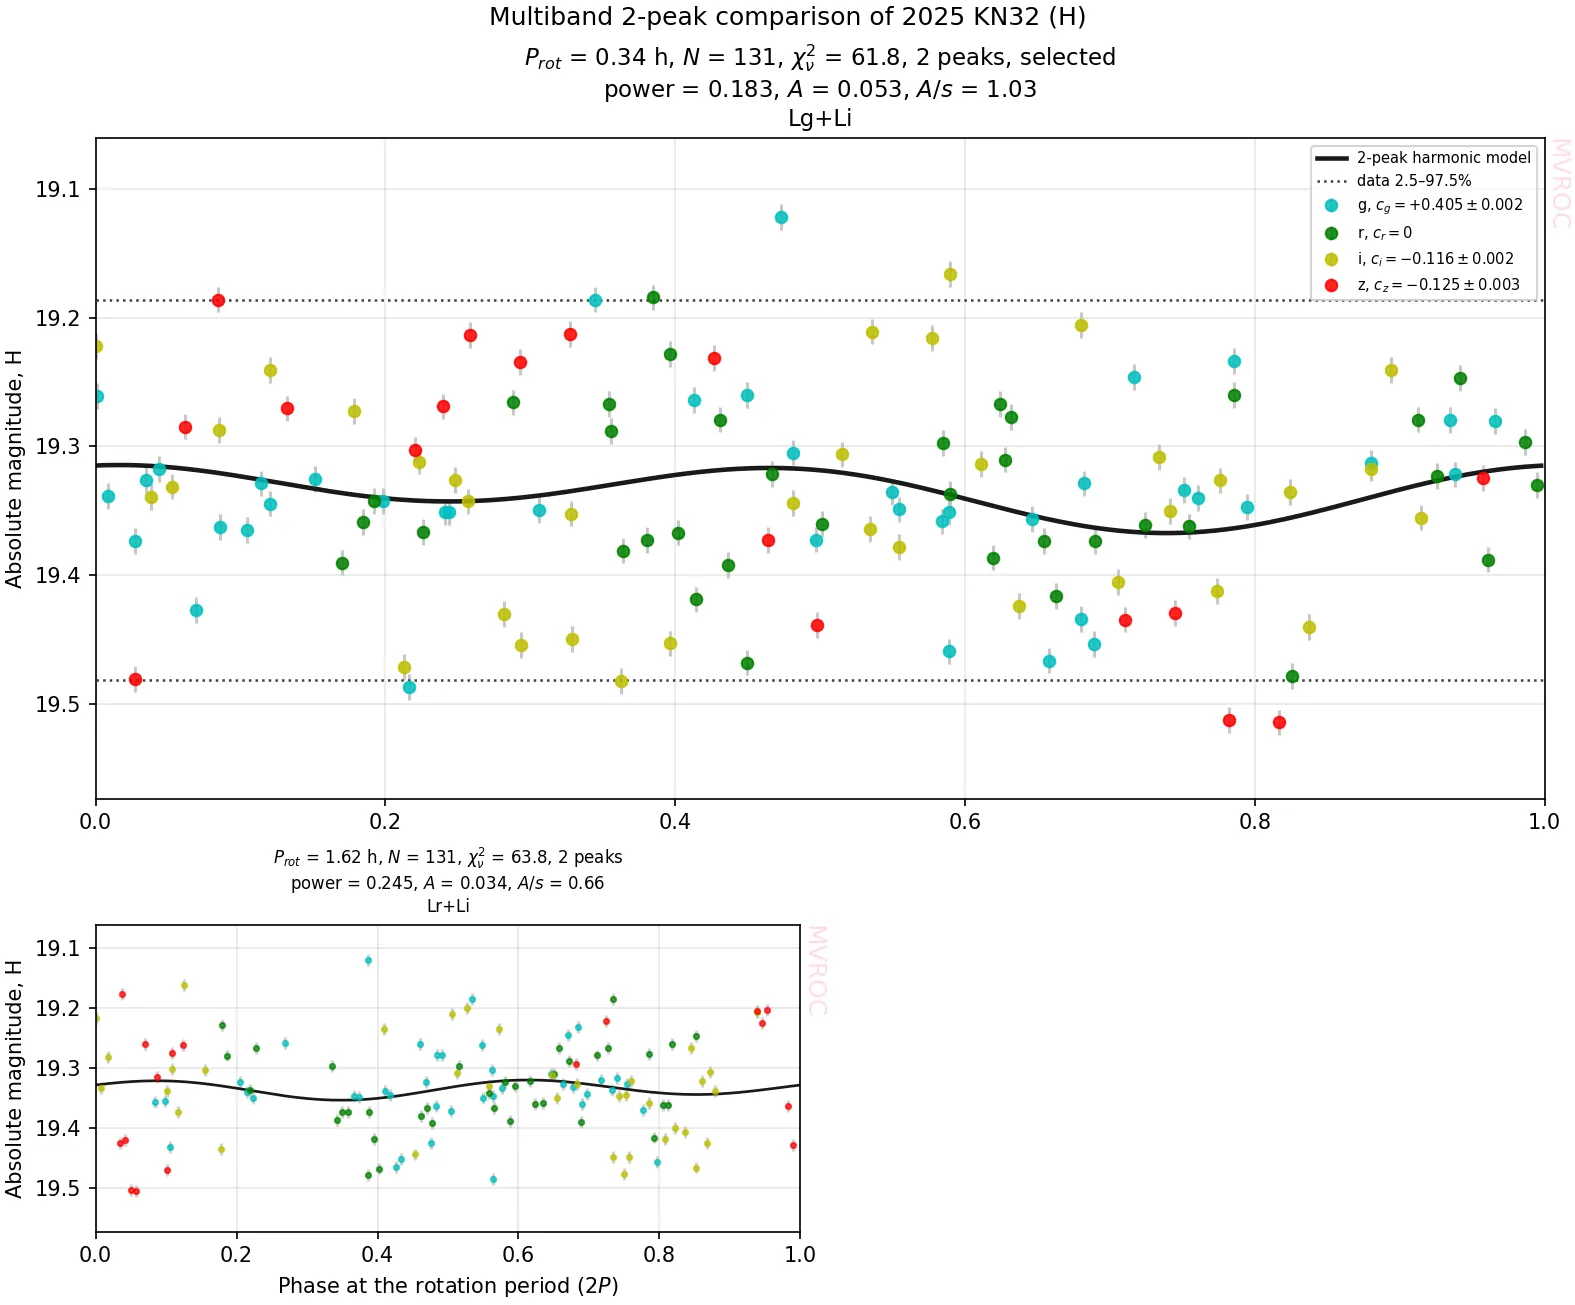 Multiband 2-peak comparison of 2025 KN32 (H)
P_rot = 0.34 h, N = 131, χ²_ν = 61.8, 2 peaks, selected
power = 0.183, A = 0.053, A/s = 1.03
Lg+Li
MVROC
2-peak harmonic model
data 2.5–97.5%
g, c_g = +0.405 ± 0.002
r, c_r = 0
i, c_i = −0.116 ± 0.002
z, c_z = −0.125 ± 0.003
Absolute magnitude, H
19.1
19.2
19.3
19.4
19.5
0.0 0.2 0.4 0.6 0.8 1.0
P_rot = 1.62 h, N = 131, χ²_ν = 63.8, 2 peaks
power = 0.245, A = 0.034, A/s = 0.66
Lr+Li
MVROC
Absolute magnitude, H
19.1
19.2
19.3
19.4
19.5
0.0 0.2 0.4 0.6 0.8 1.0
Phase at the rotation period (2P)